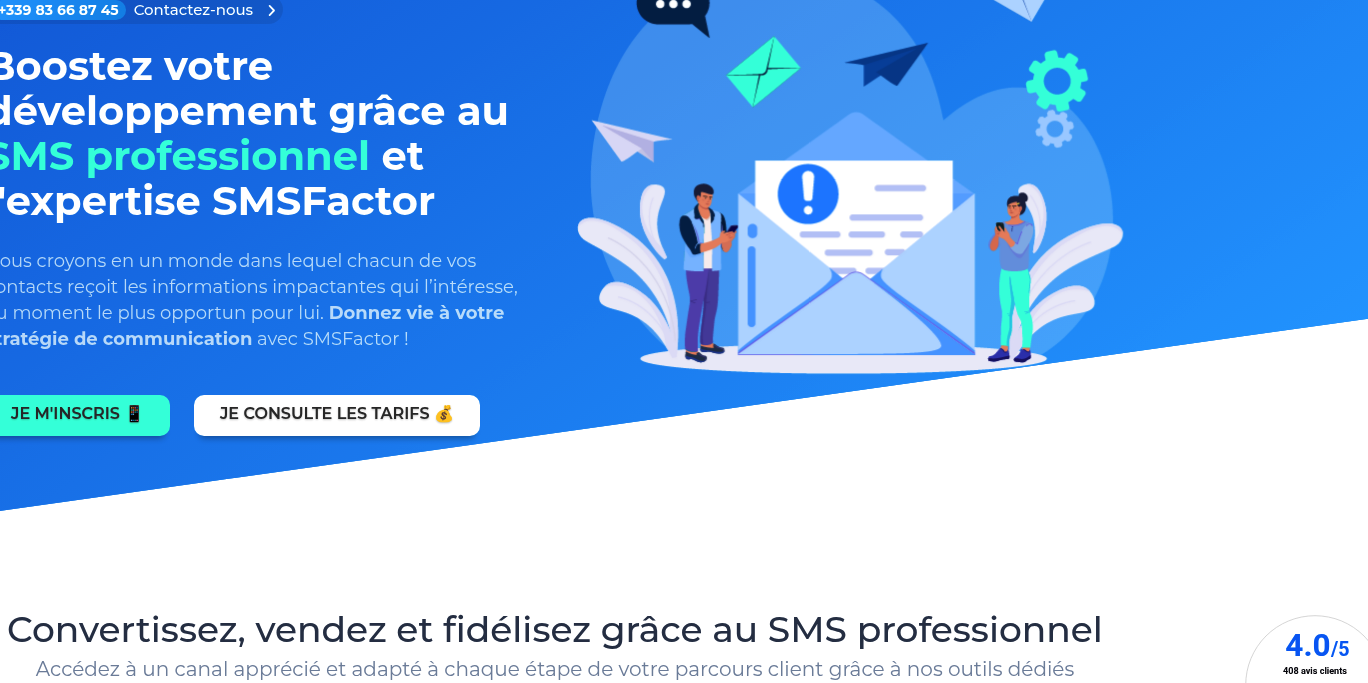 +339 83 66 87 45 Contactez-nous
Boostez votre
développement grâce au
SMS professionnel et
l'expertise SMSFactor
ous croyons en un monde dans lequel chacun de vos
ontacts reçoit les informations impactantes qui l’intéresse,
u moment le plus opportun pour lui. Donnez vie à votre
tratégie de communication avec SMSFactor !
JE M'INSCRIS 📱 JE CONSULTE LES TARIFS 💰
Convertissez, vendez et fidélisez grâce au SMS professionnel
Accédez à un canal apprécié et adapté à chaque étape de votre parcours client grâce à nos outils dédiés
4.0/5
408 avis clients